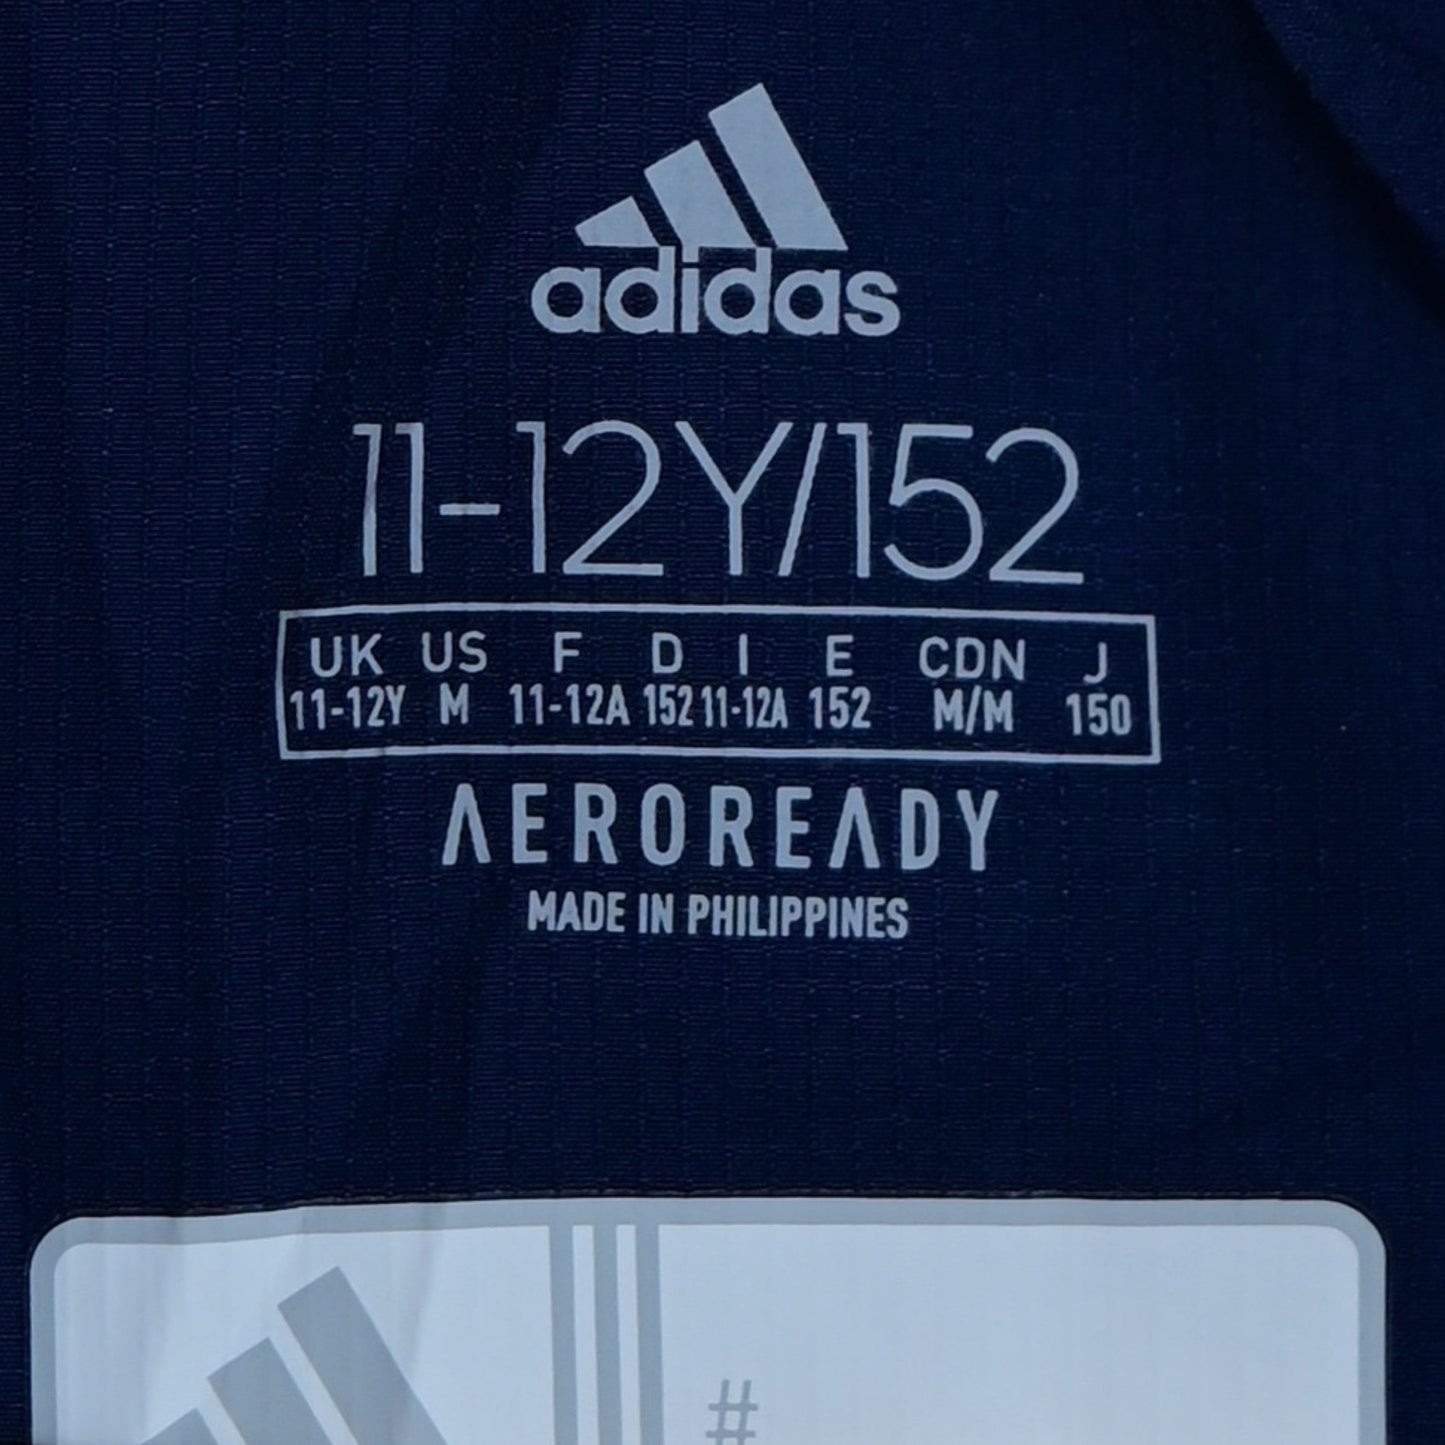 adidas
11-12Y/152
UK US F D I E CDN J
11-12Y M 11-12A 152 11-12A 152 M/M 150
AEROREADY
MADE IN PHILIPPINES
#